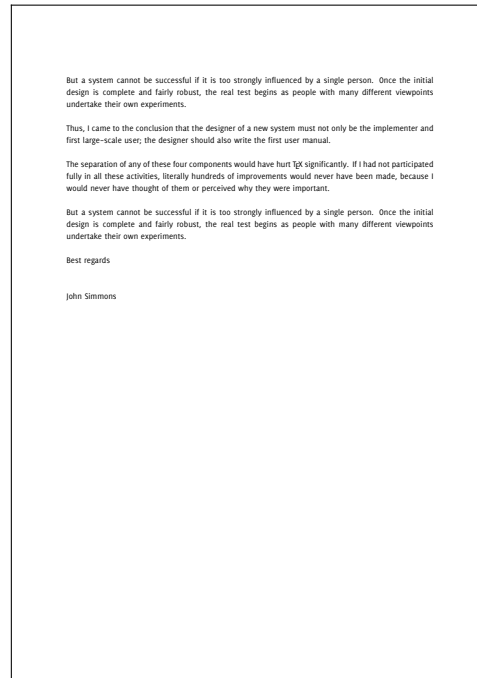 But a system cannot be successful if it is too strongly influenced by a single person. Once the initial
design is complete and fairly robust, the real test begins as people with many different viewpoints
undertake their own experiments.
Thus, I came to the conclusion that the designer of a new system must not only be the implementer and
first large-scale user; the designer should also write the first user manual.
The separation of any of these four components would have hurt TEX significantly. If I had not participated
fully in all these activities, literally hundreds of improvements would never have been made, because I
would never have thought of them or perceived why they were important.
But a system cannot be successful if it is too strongly influenced by a single person. Once the initial
design is complete and fairly robust, the real test begins as people with many different viewpoints
undertake their own experiments.
Best regards
John Simmons